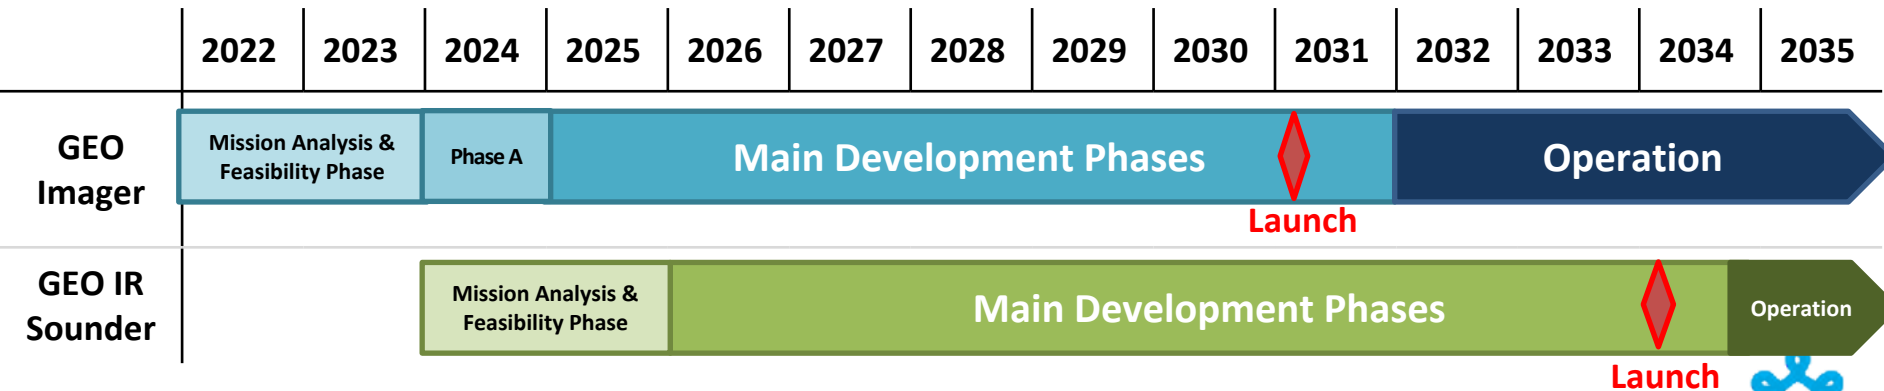 2022 2023 2024 2025 2026 2027 2028 2029 2030 2031 2032 2033 2034 2035
GEO
Imager
Mission Analysis &
Feasibility Phase
Phase A
Main Development Phases
Operation
Launch
GEO IR
Sounder
Mission Analysis &
Feasibility Phase
Main Development Phases
Operation
Launch